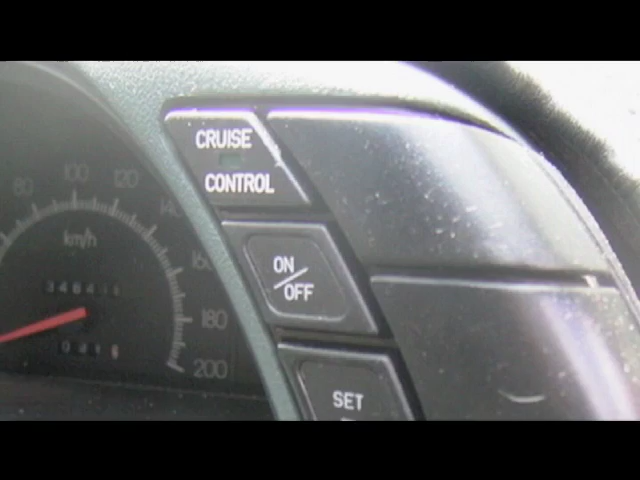 CRUISE
CONTROL
ON/OFF
SET
80
100
120
140
160
180
200
km/h